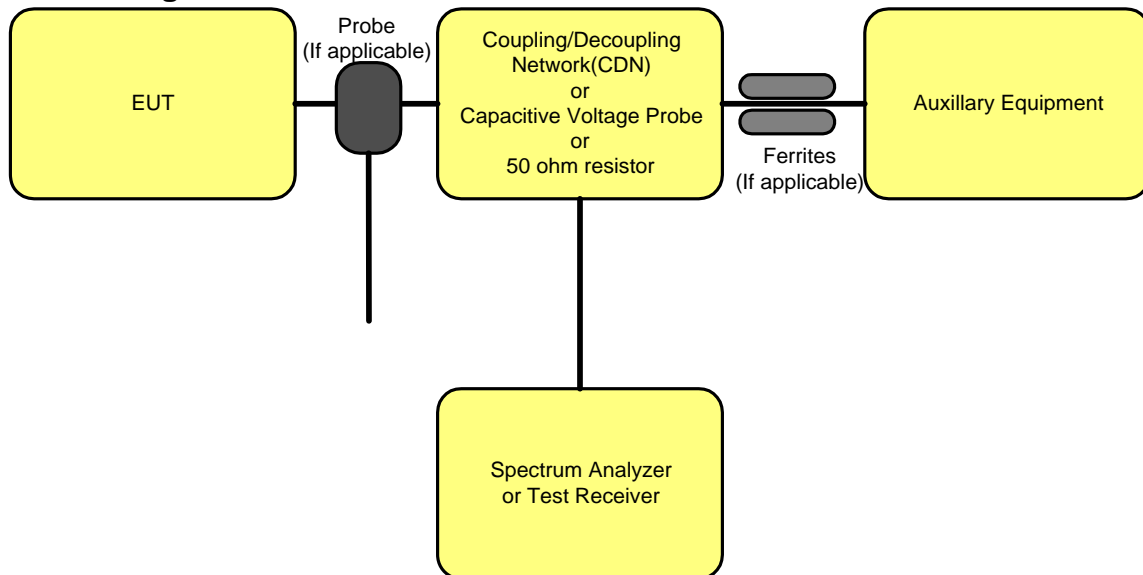 Probe
(If applicable)
EUT
Coupling/Decoupling
Network(CDN)
or
Capacitive Voltage Probe
or
50 ohm resistor
Auxillary Equipment
Ferrites
(If applicable)
Spectrum Analyzer
or Test Receiver